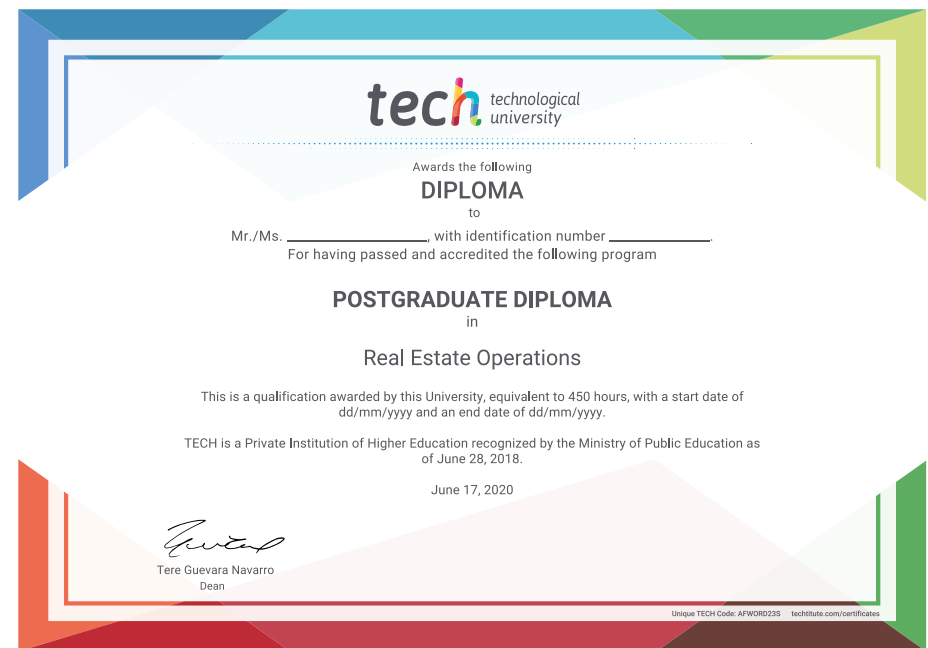 tech technological
university
Awards the following
DIPLOMA
to
Mr./Ms. ____________________, with identification number ______________.
For having passed and accredited the following program
POSTGRADUATE DIPLOMA
in
Real Estate Operations
This is a qualification awarded by this University, equivalent to 450 hours, with a start date of
dd/mm/yyyy and an end date of dd/mm/yyyy.
TECH is a Private Institution of Higher Education recognized by the Ministry of Public Education as
of June 28, 2018.
June 17, 2020
Tere Guevara Navarro
Dean
Unique TECH Code: AFWORD23S techtitute.com/certificates